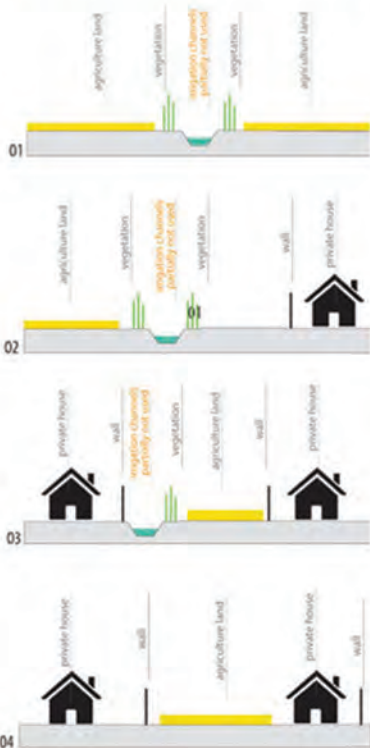 agriculture land
vegetation
irrigation channels
partially not used
vegetation
agriculture land
01
agriculture land
vegetation
irrigation channels
partially not used
vegetation
wall
private house
01
02
private house
wall
irrigation channels
partially not used
vegetation
agriculture land
wall
private house
03
private house
wall
agriculture land
private house
wall
04